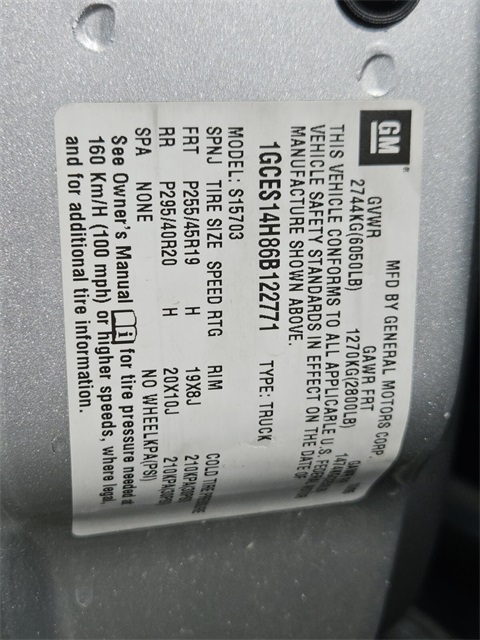 GM
MFD BY GENERAL MOTORS CORP.
GVWR GAWR FRT
2744KG(6050LB) 1270KG(2800LB)
THIS VEHICLE CONFORMS TO ALL APPLICABLE U.S. FEDERAL
VEHICLE SAFETY STANDARDS IN EFFECT ON THE DATE OF
MANUFACTURE SHOWN ABOVE.
1GCES14H86B122771 TYPE: TRUCK
MODEL: S15703
SPNJ TIRE SIZE SPEED RTG RIM COLD TIRE PRESSURE
FRT P255/45R19 H 19X8J 210KPA(30PSI)
RR P295/40R20 H 20X10J 210KPA(30PSI)
SPA NONE NO WHEELKPA(PSI)
See Owner's Manual for tire pressure needed at
160 Km/H (100 mph) or higher speeds, where legal,
and for additional tire information.